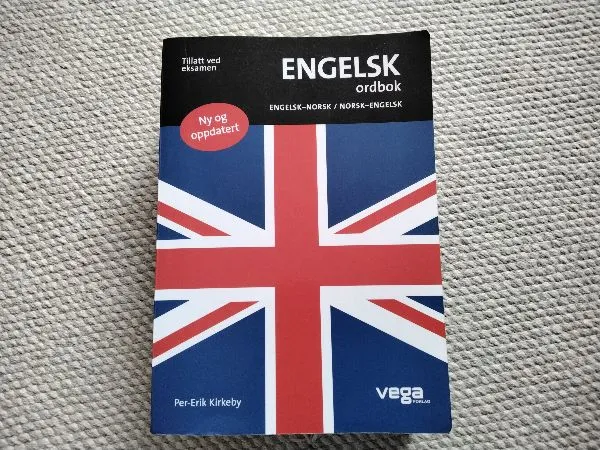 Tillatt ved
eksamen
ENGELSK
ordbok
ENGELSK–NORSK / NORSK–ENGELSK
Ny og
oppdatert
Per-Erik Kirkeby
vega
FORLAG